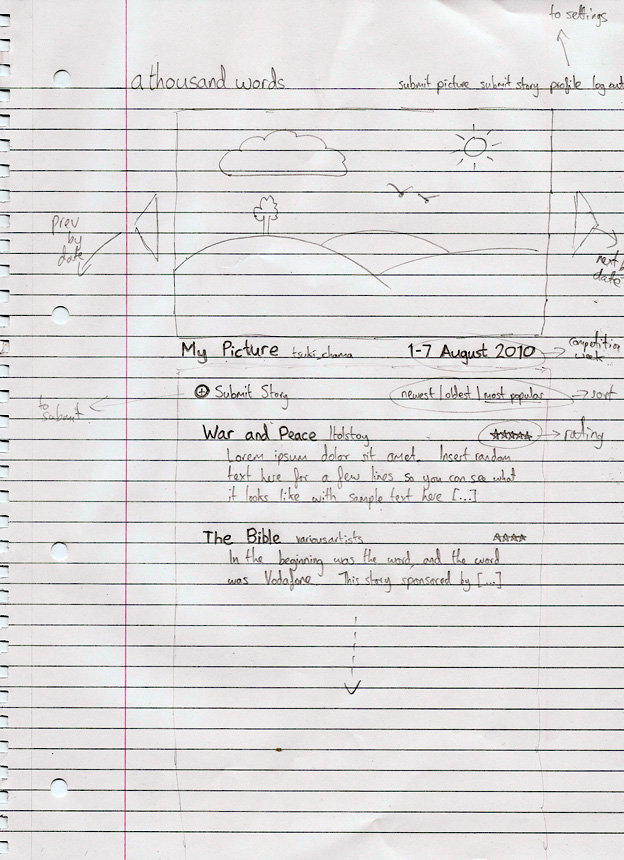 to settings
a thousand words
submit picture submit story profile log out
prev
by
date
next b
date
My Picture tsuki_chama 1-7 August 2010
competition
week
Submit Story newest | oldest | most popular sort
to
submit
War and Peace ltolstoy rating
Lorem ipsum dolor sit amet. Insert random
text here for a few lines so you can see what
it looks like with sample text here [...]
The Bible variousartists
In the beginning was the word, and the word
was Vodafone. This story sponsored by [...]